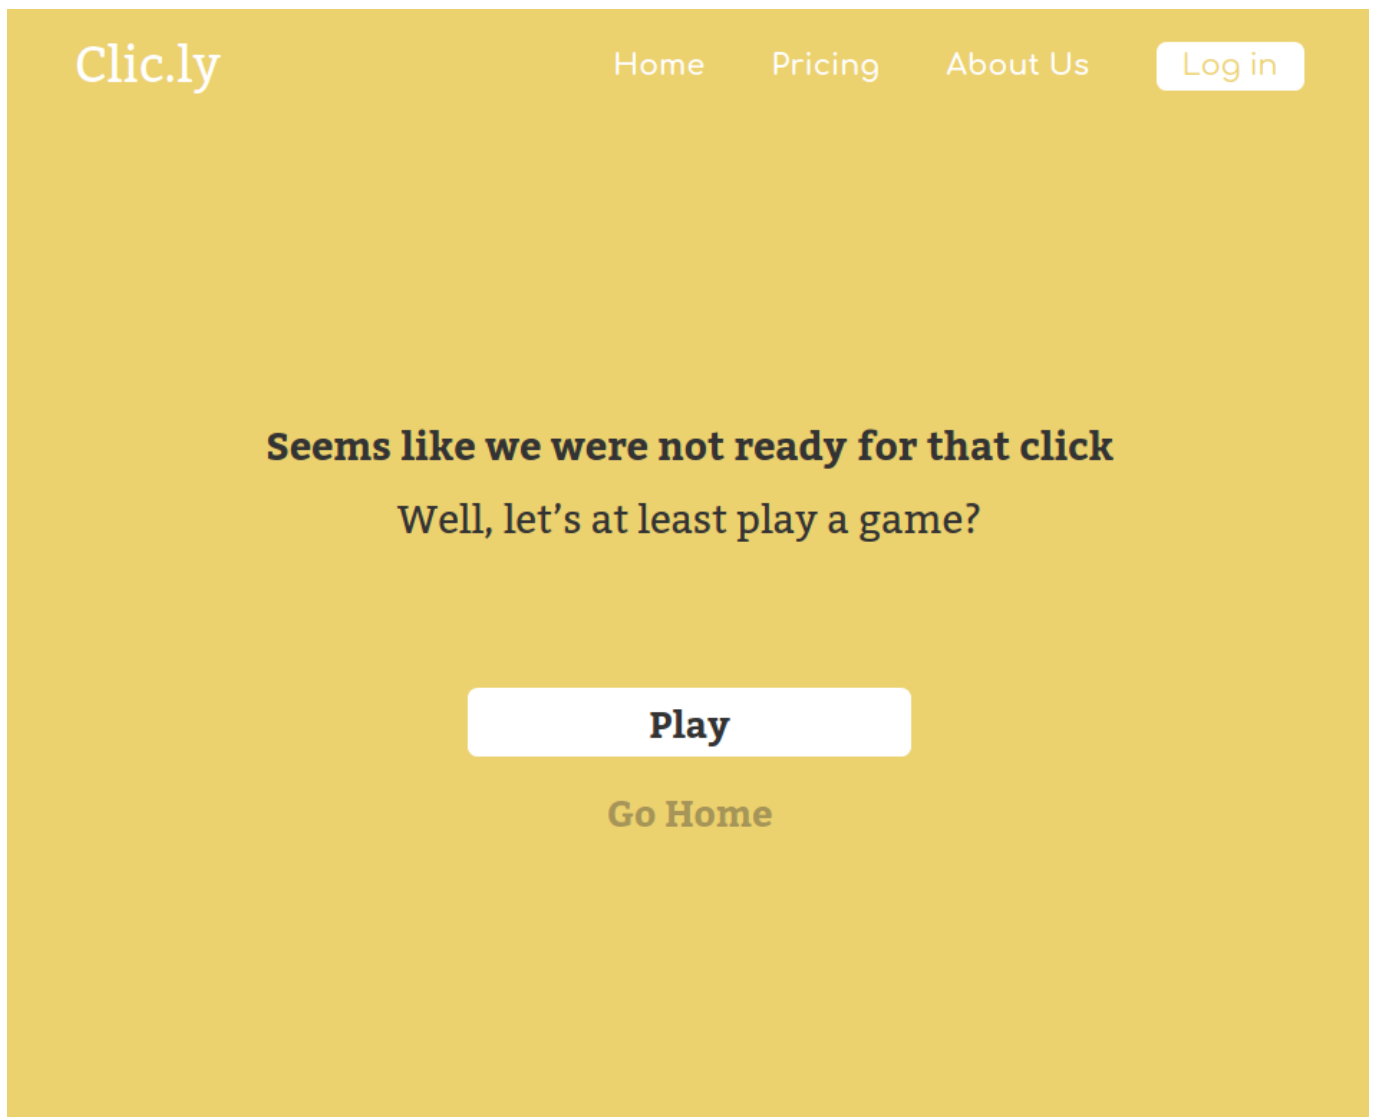 Clic.ly Home Pricing About Us Log in
Seems like we were not ready for that click
Well, let’s at least play a game?
Play
Go Home